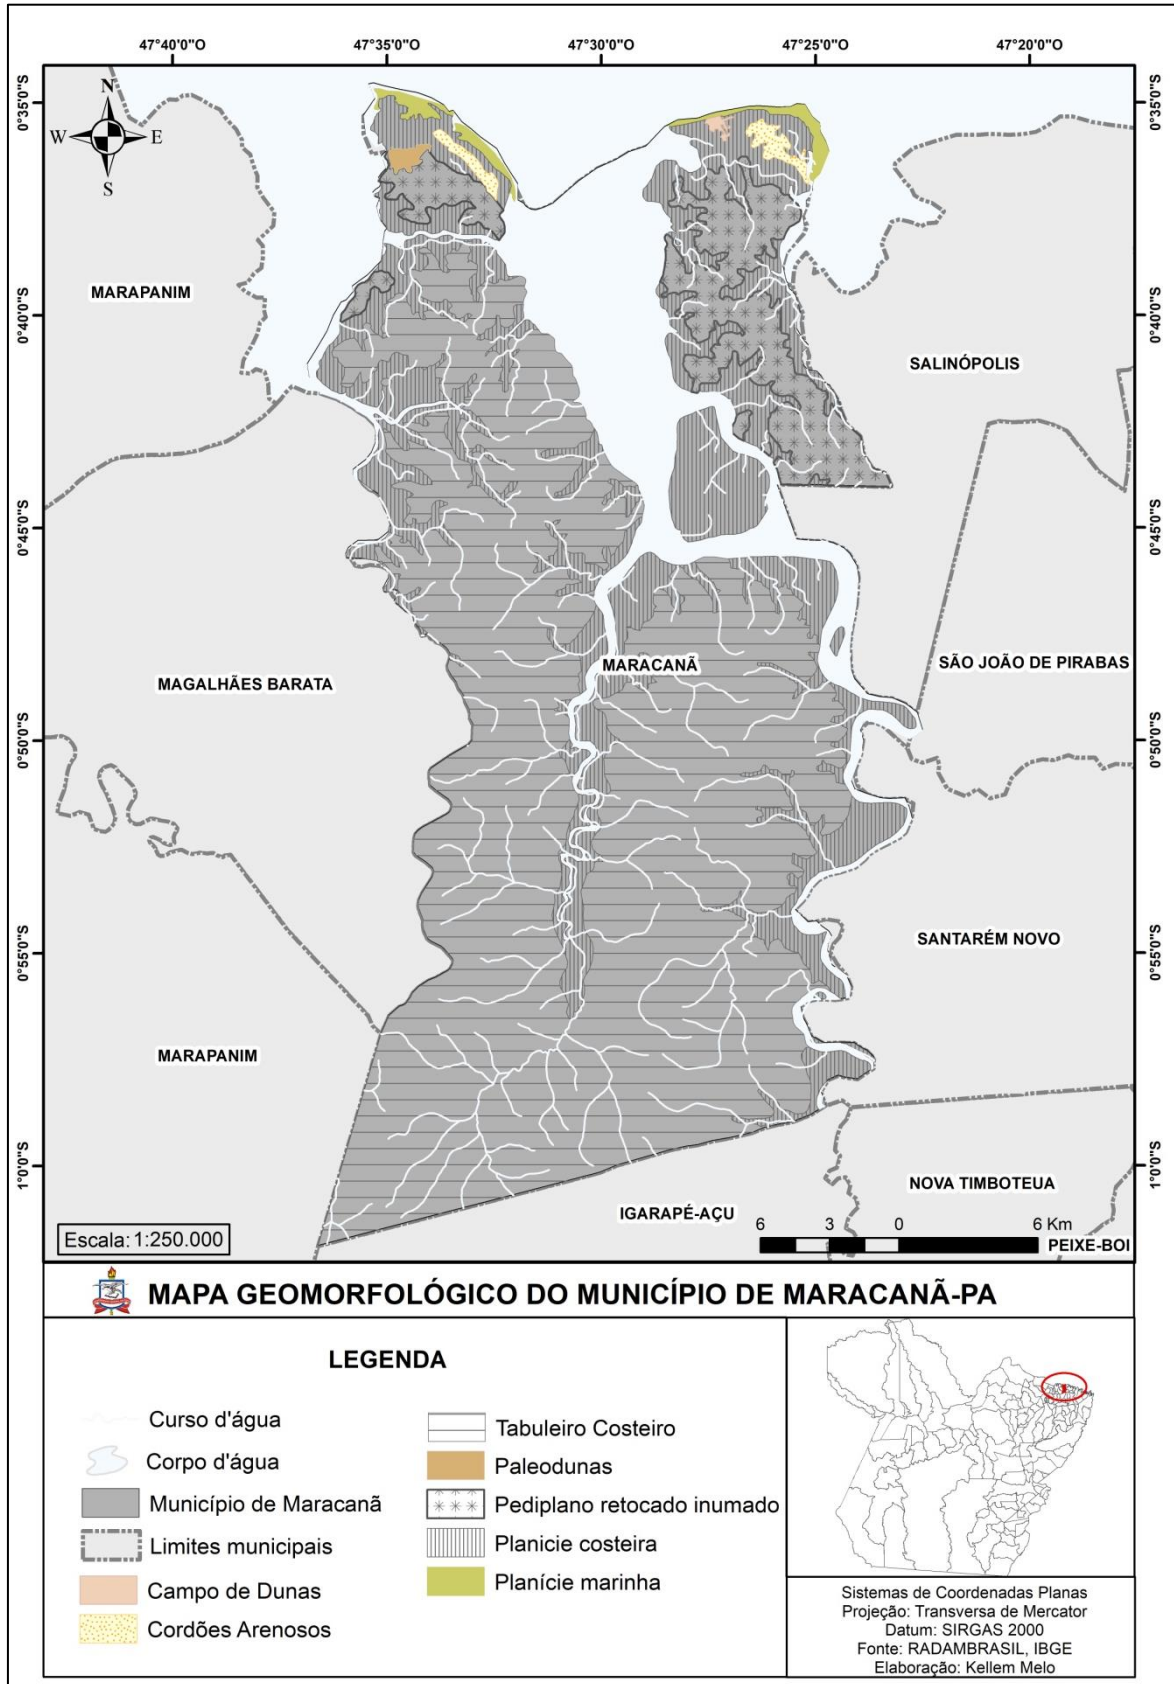 47°40'0"O 47°35'0"O 47°30'0"O 47°25'0"O 47°20'0"O
N
W E
S
0°35'0"S 0°35'0"S
MARAPANIM
0°40'0"S 0°40'0"S
SALINÓPOLIS
0°45'0"S 0°45'0"S
MARACANÃ
SÃO JOÃO DE PIRABAS
MAGALHÃES BARATA
0°50'0"S 0°50'0"S
SANTARÉM NOVO
0°55'0"S 0°55'0"S
MARAPANIM
1°0'0"S 1°0'0"S
NOVA TIMBOTEUA
IGARAPÉ-AÇU
6 3 0 6 Km
Escala: 1:250.000
PEIXE-BOI
MAPA GEOMORFOLÓGICO DO MUNICÍPIO DE MARACANÃ-PA
LEGENDA
Curso d'água
Corpo d'água
Município de Maracanã
Limites municipais
Campo de Dunas
Cordões Arenosos
Tabuleiro Costeiro
Paleodunas
Pediplano retocado inumado
Planicie costeira
Planície marinha
Sistemas de Coordenadas Planas
Projeção: Transversa de Mercator
Datum: SIRGAS 2000
Fonte: RADAMBRASIL, IBGE
Elaboração: Kellem Melo